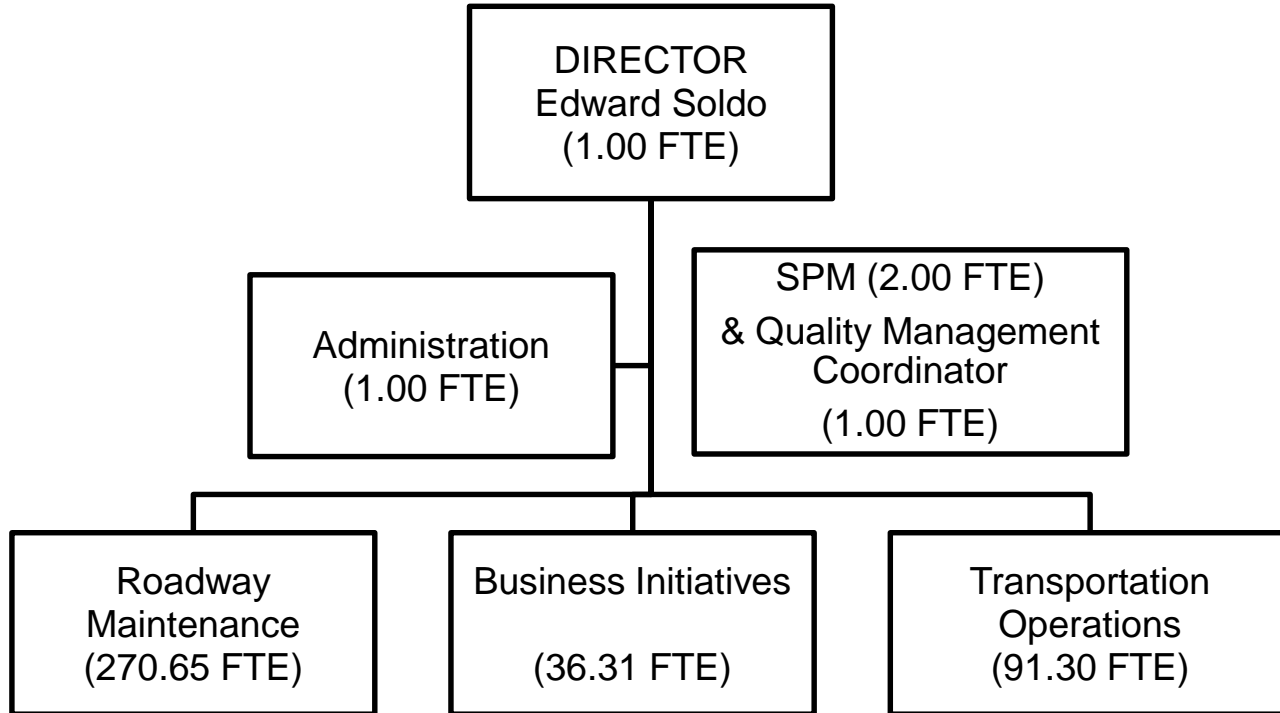 DIRECTOR
Edward Soldo
(1.00 FTE)
Administration
(1.00 FTE)
SPM (2.00 FTE)
& Quality Management
Coordinator
(1.00 FTE)
Roadway
Maintenance
(270.65 FTE)
Business Initiatives
(36.31 FTE)
Transportation
Operations
(91.30 FTE)